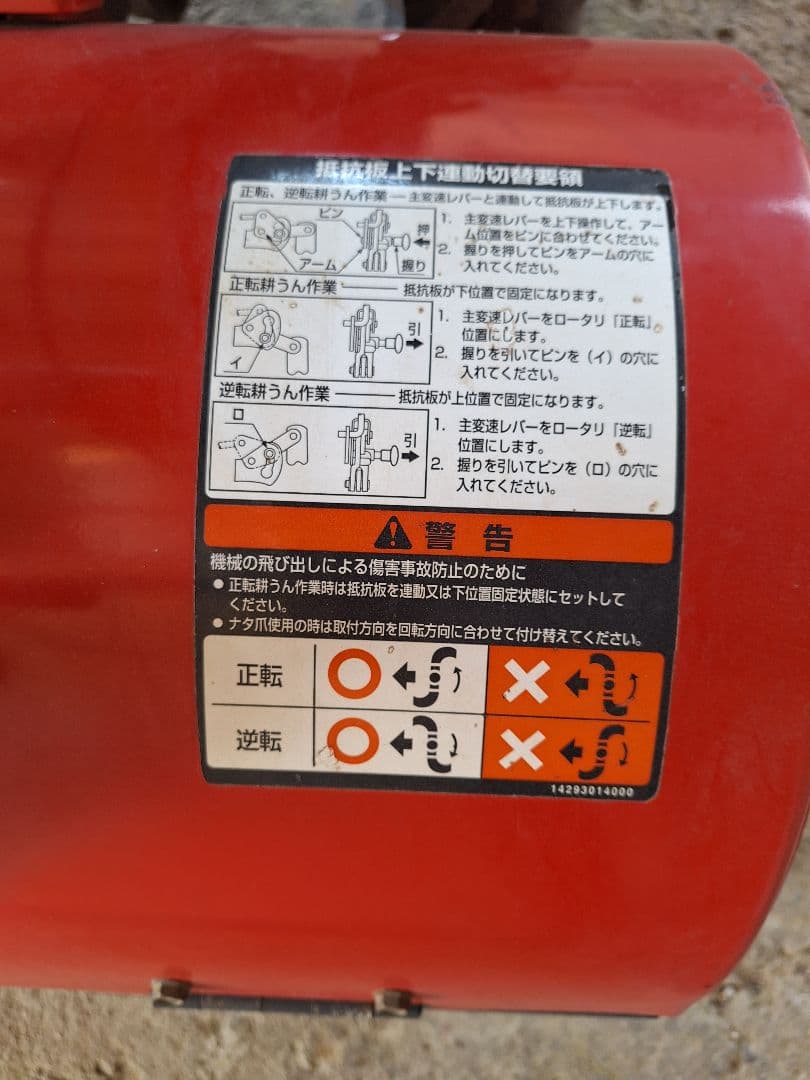 抵抗板上下連動切替要領
正転、逆転耕うん作業 — 主変速レバーと連動して抵抗板が上下します。
ピン
押
アーム
握り
1. 主変速レバーを上下操作して、アー
ム位置をピンに合わせてください。
2. 握りを押してピンをアームの穴に
入れてください。
正転耕うん作業 — 抵抗板が下位置で固定になります。
引
イ
1. 主変速レバーをロータリ「正転」
位置にします。
2. 握りを引いてピンを(イ)の穴に
入れてください。
逆転耕うん作業 — 抵抗板が上位置で固定になります。
ロ
引
1. 主変速レバーをロータリ「逆転」
位置にします。
2. 握りを引いてピンを(ロ)の穴に
入れてください。
警告
機械の飛び出しによる傷害事故防止のために
● 正転耕うん作業時は抵抗板を連動又は下位置固定状態にセットして
ください。
● ナタ爪使用の時は取付方向を回転方向に合わせて付け替えてください。
正転
逆転
14293014000